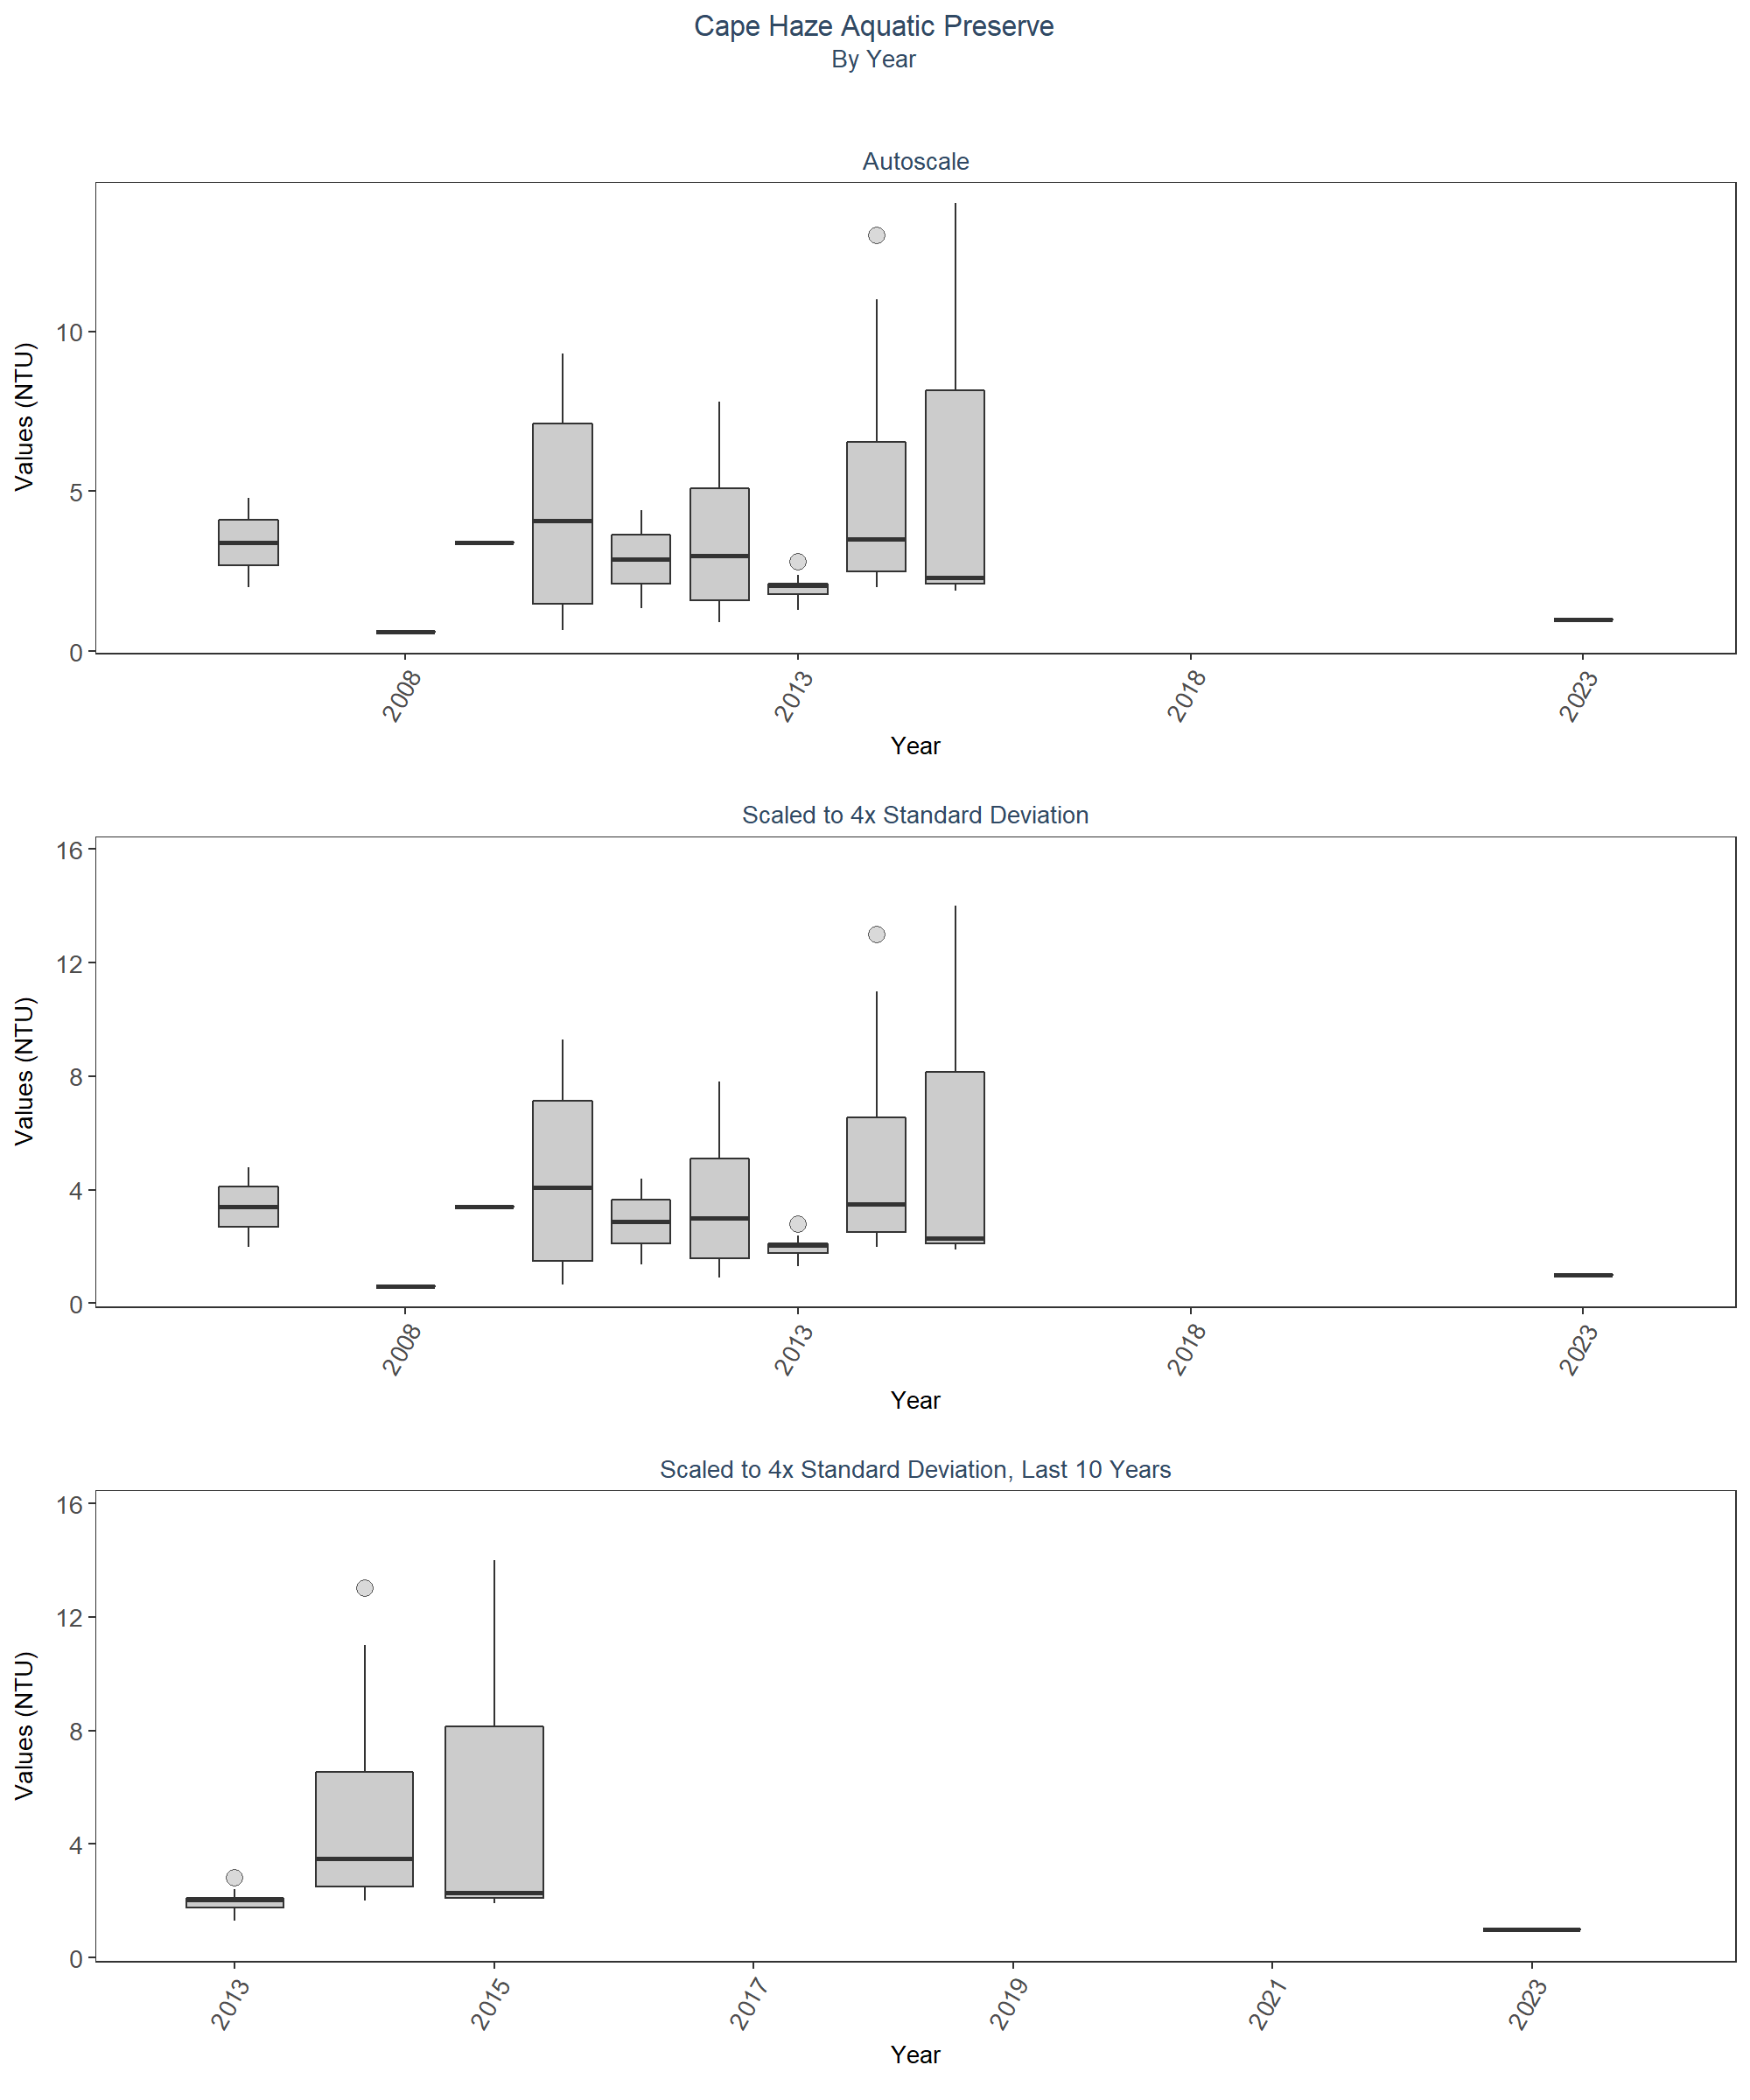 Cape Haze Aquatic Preserve
By Year
Autoscale
Values (NTU)
10
5
0
2008
2013
2018
2023
Year
Scaled to 4x Standard Deviation
Values (NTU)
16
12
8
4
0
2008
2013
2018
2023
Year
Scaled to 4x Standard Deviation, Last 10 Years
Values (NTU)
16
12
8
4
0
2013
2015
2017
2019
2021
2023
Year